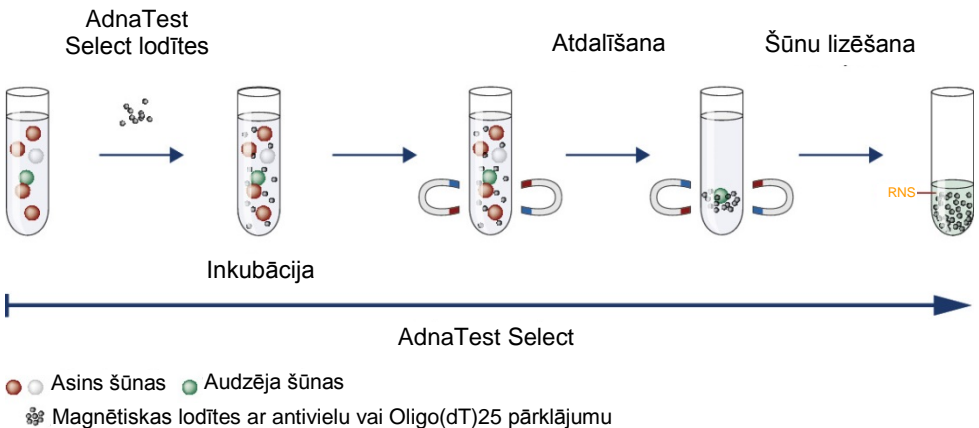 AdnaTest
Select lodītes
Atdalīšana
Šūnu lizēšana
RNS
Inkubācija
AdnaTest Select
Asins šūnas
Audzēja šūnas
Magnētiskas lodītes ar antivielu vai Oligo(dT)25 pārklājumu